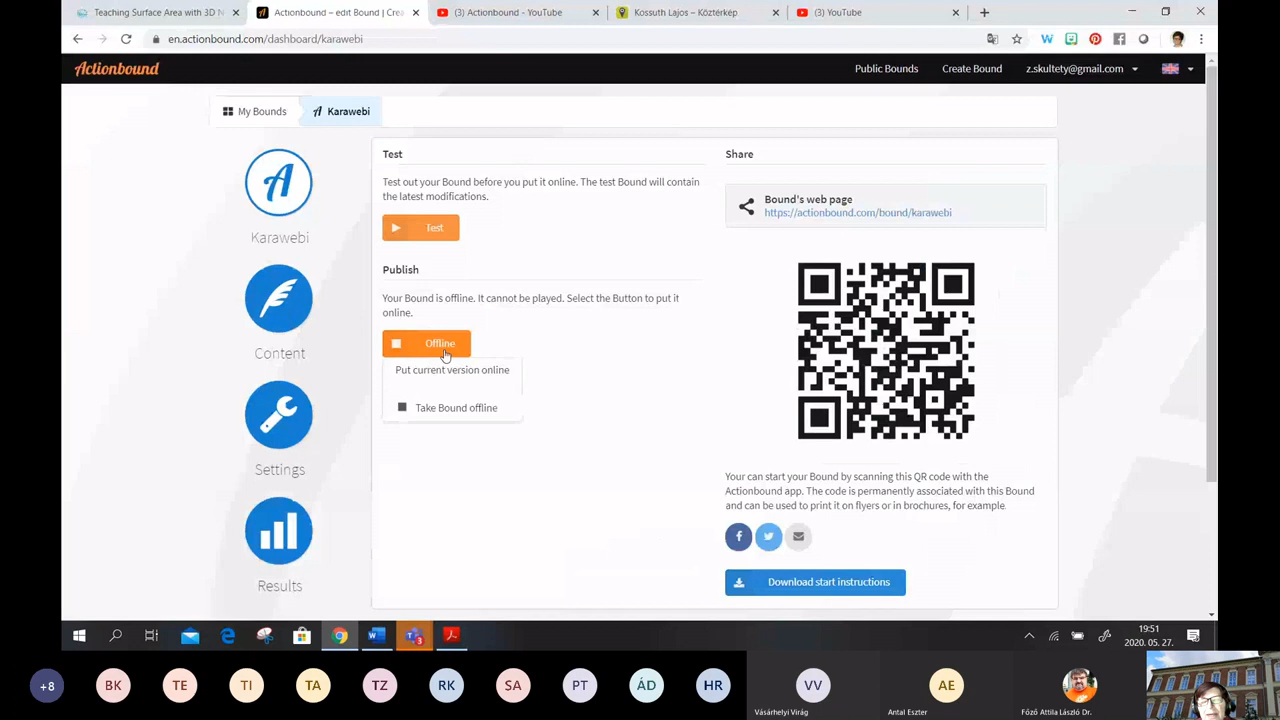 Teaching Surface Area with 3D N
Actionbound – edit Bound | Crea
(3) Actionbound - YouTube
Kossuth Lajos – Köztérkép
(3) YouTube
en.actionbound.com/dashboard/karawebi
Actionbound
Public Bounds
Create Bound
z.skultety@gmail.com
My Bounds
Karawebi
Karawebi
Content
Settings
Results
Test
Test out your Bound before you put it online. The test Bound will contain
the latest modifications.
Test
Publish
Your Bound is offline. It cannot be played. Select the Button to put it
online.
Offline
Put current version online
Take Bound offline
Share
Bound's web page
https://actionbound.com/bound/karawebi
Your can start your Bound by scanning this QR code with the
Actionbound app. The code is permanently associated with this Bound
and can be used to print it on flyers or in brochures, for example.
Download start instructions
19:51
2020. 05. 27.
+8
BK
TE
TI
TA
TZ
RK
SA
PT
ÁD
HR
VV
Vásárhelyi Virág
AE
Antal Eszter
Főző Attila László Dr.